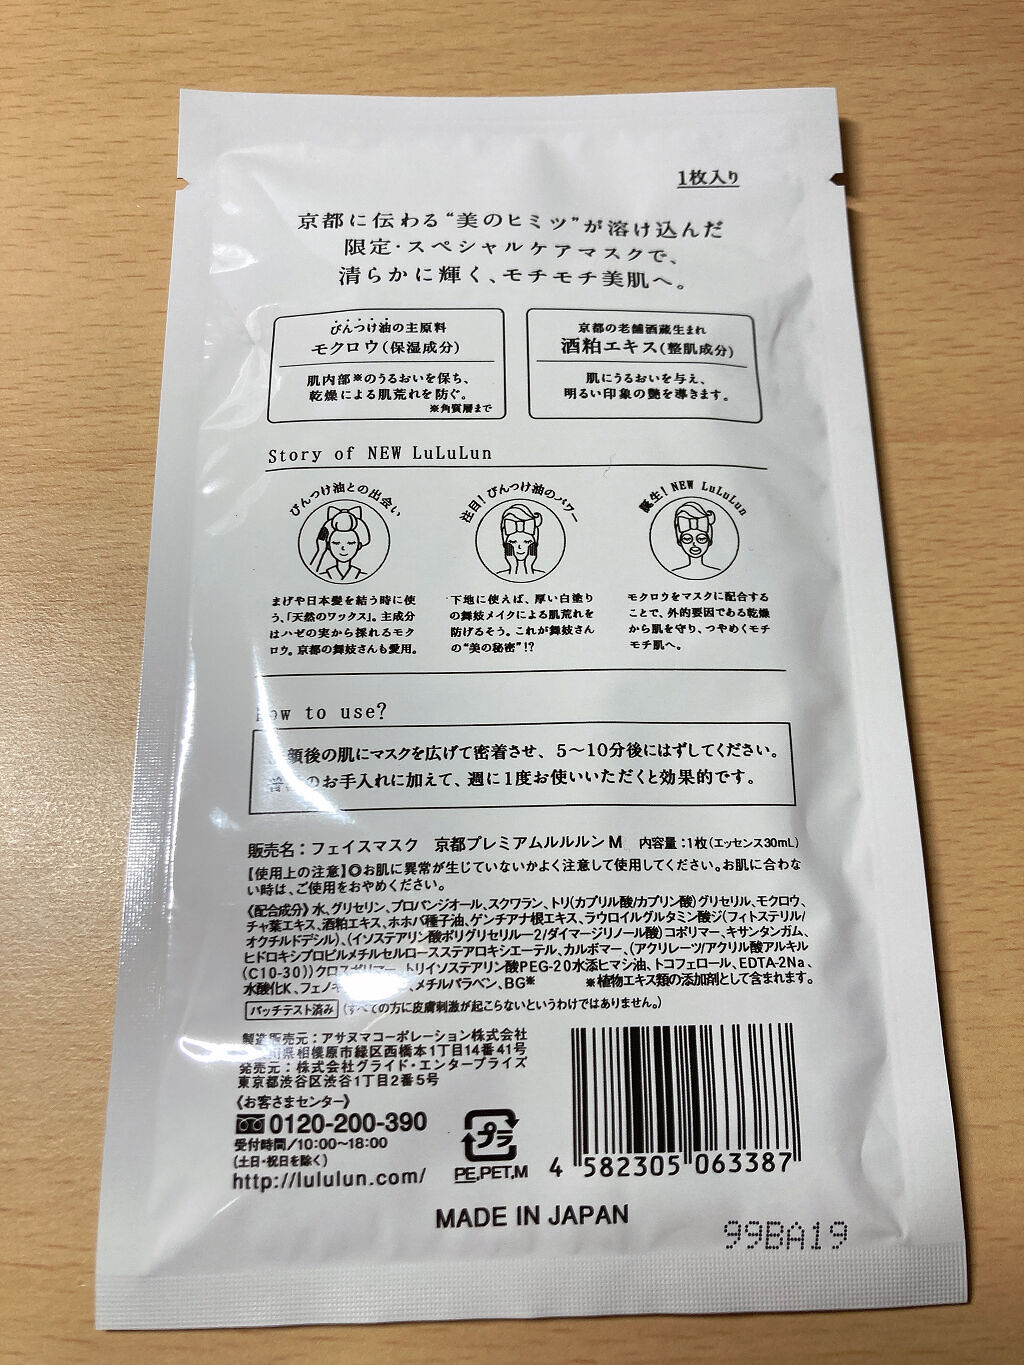 1枚入り
京都に伝わる“美のヒミツ”が溶け込んだ
限定・スペシャルケアマスクで、
清らかに輝く、モチモチ美肌へ。
びんつけ油の主原料
モクロウ(保湿成分)
肌内部※のうるおいを保ち、
乾燥による肌荒れを防ぐ。
※角質層まで
京都の老舗酒蔵生まれ
酒粕エキス(整肌成分)
肌にうるおいを与え、
明るい印象の艶を導きます。
Story of NEW LuLuLun
びんつけ油との出会い
まげや日本髪を結う時に使
う、「天然のワックス」。主成分
はハゼの実から採れるモク
ロウ。京都の舞妓さんも愛用。
注目!びんつけ油のパワー
下地に使えば、厚い白塗り
の舞妓メイクによる肌荒れを
防げるそう。これが舞妓さん
の“美の秘密”!?
誕生! NEW LuLuLun
モクロウをマスクに配合する
ことで、外的要因である乾燥
から肌を守り、つやめくモチ
モチ肌へ。
ow to use?
顔後の肌にマスクを広げて密着させ、5〜10分後にはずしてください。
のお手入れに加えて、週に1度お使いいただくと効果的です。
販売名:フェイスマスク 京都プレミアムルルルンM 内容量:1枚(エッセンス30mL)
【使用上の注意】◎お肌に異常が生じていないかよく注意して使用してください。お肌に合わな
い時は、ご使用をおやめください。
《配合成分》水、グリセリン、プロパンジオール、スクワラン、トリ(カプリル酸/カプリン酸)グリセリル、モクロウ、
チャ葉エキス、酒粕エキス、ホホバ種子油、ゲンチアナ根エキス、ラウロイルグルタミン酸ジ(フィトステリル/
オクチルドデシル)、(イソステアリン酸ポリグリセリル-2/ダイマージリノール酸)コポリマー、キサンタンガム、
ヒドロキシプロピルメチルセルロースステアロキシエーテル、カルボマー、(アクリレーツ/アクリル酸アルキル
(C10-30))クロスポリマー、トリイソステアリン酸PEG-20水添ヒマシ油、トコフェロール、EDTA-2Na、
水酸化K、フェノキ メチルパラベン、BG※ ※植物エキス類の添加剤として含まれます。
パッチテスト済み (すべての方に皮膚刺激が起こらないというわけではありません。)
製造販売元:アサヌマコーポレーション株式会社
川県相模原市緑区西橋本1丁目14番41号
発売元:株式会社グライド・エンタープライズ
東京都渋谷区渋谷1丁目2番5号
《お客さまセンター》
0120-200-390
受付時間/10:00〜18:00
(土日・祝日を除く)
http://lululun.com/
プラ
PE,PET,M
4 582305 063387
MADE IN JAPAN
99BA19